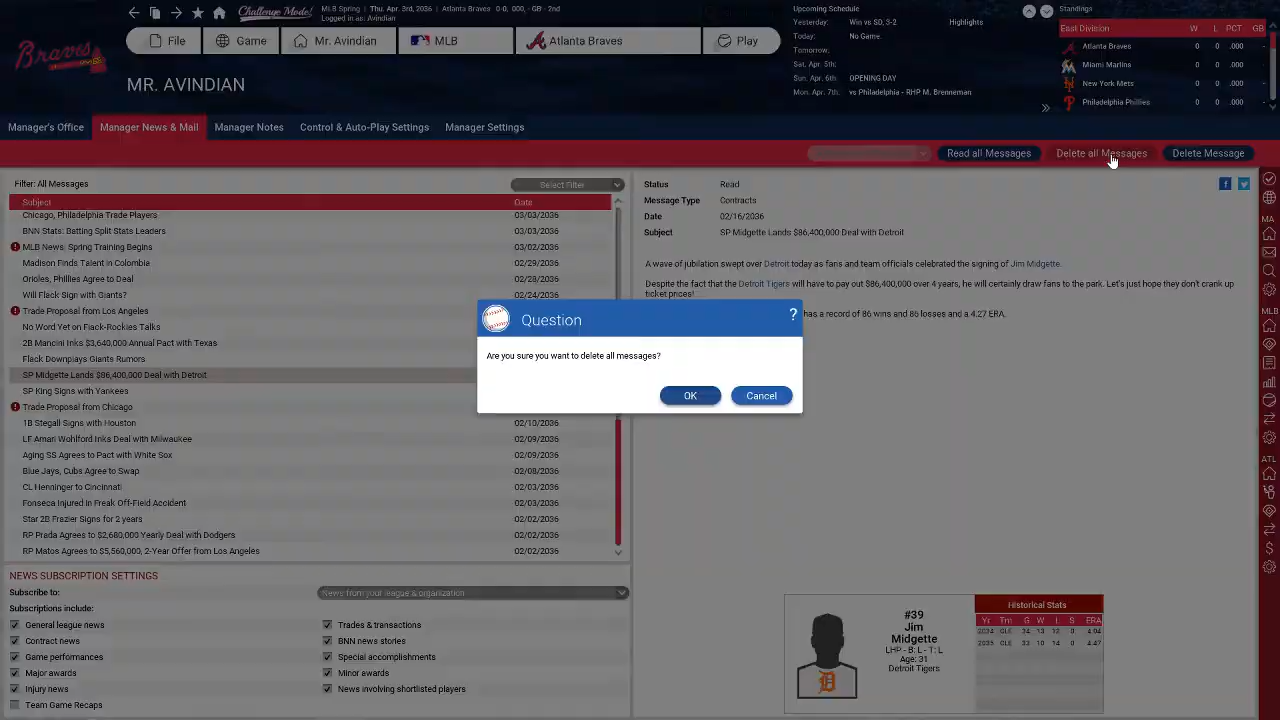 Challenge Mode!
MLB Spring | Thu. Apr. 3rd, 2036 | Atlanta Braves 0-0, .000, - GB - 2nd
Logged in as: Avindian
Braves
File
Game
Mr. Avindian
MLB
Atlanta Braves
Play
MR. AVINDIAN
Upcoming Schedule
Yesterday: Win vs SD, 3-2 Highlights
Today: No Game
Tomorrow:
Sat. Apr. 5th:
Sun. Apr. 6th OPENING DAY
Mon. Apr. 7th: vs Philadelphia - RHP M. Brenneman
Standings
East Division W L PCT GB
Atlanta Braves 0 0 .000 -
Miami Marlins 0 0 .000
New York Mets 0 0 .000
Philadelphia Phillies 0 0 .000 -
Manager's Office
Manager News & Mail
Manager Notes
Control & Auto-Play Settings
Manager Settings
Read all Messages
Delete all Messages
Delete Message
Filter: All Messages
Select Filter
Subject Date
Chicago, Philadelphia Trade Players 03/03/2036
BNN Stats: Batting Split Stats Leaders 03/03/2036
MLB News: Spring Training Begins 03/02/2036
Madison Finds Talent in Colombia 02/29/2036
Orioles, Phillies Agree to Deal 02/28/2036
Will Flack Sign with Giants? 02/24/2036
Trade Proposal from Los Angeles
No Word Yet on Flack-Rockies Talks
2B Mancini Inks $3,640,000 Annual Pact with Texas
Flack Downplays Giants Rumors
SP Midgette Lands $86,400,000 Deal with Detroit
SP King Signs with Yankees
Trade Proposal from Chicago
1B Stegall Signs with Houston 02/10/2036
LF Amari Wohlford Inks Deal with Milwaukee 02/09/2036
Aging SS Agrees to Pact with White Sox 02/09/2036
Blue Jays, Cubs Agree to Swap 02/08/2036
CL Henninger to Cincinnati 02/03/2036
Fonseca Injured in Freak Off-Field Accident 02/03/2036
Star 2B Frazier Signs for 2 years 02/02/2036
RP Prada Agrees to $2,680,000 Yearly Deal with Dodgers 02/02/2036
RP Matos Agrees to $5,560,000, 2-Year Offer from Los Angeles 02/02/2036
Status Read
Message Type Contracts
Date 02/16/2036
Subject SP Midgette Lands $86,400,000 Deal with Detroit
A wave of jubilation swept over Detroit today as fans and team officials celebrated the signing of Jim Midgette.
Despite the fact that the Detroit Tigers will have to pay out $86,400,000 over 4 years, he will certainly draw fans to the park. Let's just hope they don't crank up
ticket prices!
has a record of 86 wins and 86 losses and a 4.27 ERA.
Question
?
Are you sure you want to delete all messages?
OK
Cancel
NEWS SUBSCRIPTION SETTINGS
Subscribe to: News from your league & organization
Subscriptions include:
General league news
Trades & transactions
Contract news
BNN news stories
Game performances
Special accomplishments
Major awards
Minor awards
Injury news
News involving shortlisted players
Team Game Recaps
#39
Jim
Midgette
LHP - B: L - T: L
Age: 31
Detroit Tigers
Historical Stats
Yr Tm G W L S ERA
2034 CLE 34 13 12 0 4.04
2035 CLE 33 10 14 0 4.47
MA
MLB
ATL